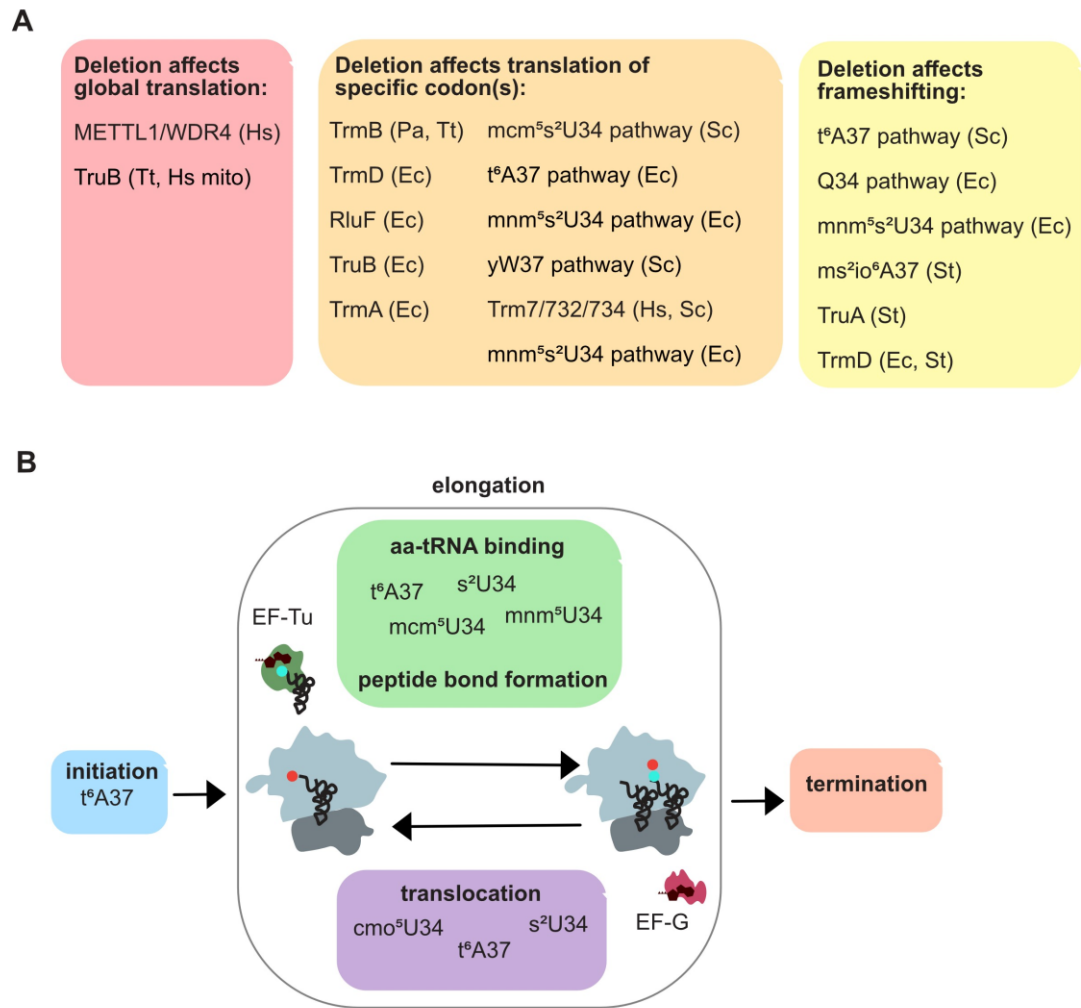 A
Deletion affects
global translation:
METTL1/WDR4 (Hs)
TruB (Tt, Hs mito)
Deletion affects translation of
specific codon(s):
TrmB (Pa, Tt)
TrmD (Ec)
RluF (Ec)
TruB (Ec)
TrmA (Ec)
mcm⁵s²U34 pathway (Sc)
t⁶A37 pathway (Ec)
mnm⁵s²U34 pathway (Ec)
yW37 pathway (Sc)
Trm7/732/734 (Hs, Sc)
mnm⁵s²U34 pathway (Ec)
Deletion affects
frameshifting:
t⁶A37 pathway (Sc)
Q34 pathway (Ec)
mnm⁵s²U34 pathway (Ec)
ms²io⁶A37 (St)
TruA (St)
TrmD (Ec, St)
B
elongation
aa-tRNA binding
t⁶A37
s²U34
mcm⁵U34
mnm⁵U34
peptide bond formation
EF-Tu
initiation
t⁶A37
termination
translocation
cmo⁵U34
s²U34
t⁶A37
EF-G